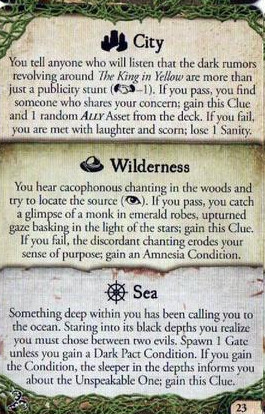 City
You tell anyone who will listen that the dark rumors
revolving around The King in Yellow are more than
just a publicity stunt (-1). If you pass, you find
someone who shares your concern; gain this Clue
and 1 random ALLY Asset from the deck. If you fail,
you are met with laughter and scorn; lose 1 Sanity.
Wilderness
You hear cacophonous chanting in the woods and
try to locate the source (). If you pass, you catch
a glimpse of a monk in emerald robes, upturned
gaze basking in the light of the stars; gain this Clue.
If you fail, the discordant chanting erodes your
sense of purpose; gain an Amnesia Condition.
Sea
Something deep within you has been calling you to
the ocean. Staring into its black depths you realize
you must chose between two evils. Spawn 1 Gate
unless you gain a Dark Pact Condition. If you gain
the Condition, the sleeper in the depths informs you
about the Unspeakable One; gain this Clue.
23